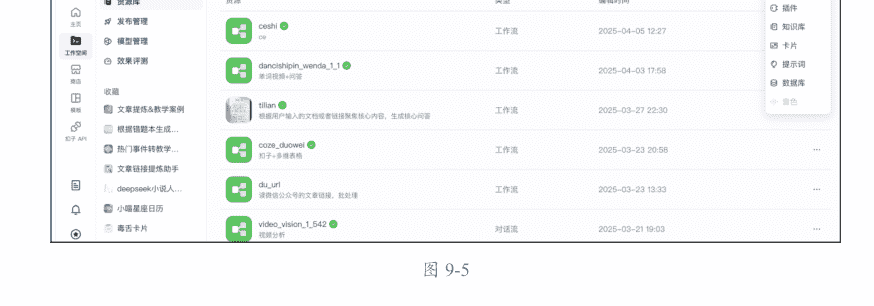 资源库
发布管理
模型管理
效果评测
收藏
文章提炼&教学案例
根据错题本生成...
热门事件转教学...
文章链接提炼助手
deepseek小说人...
小喵星座日历
毒舌卡片
主页
工作空间
商店
模板
扣子 API
资源
类型
编辑时间
ceshi
cw
工作流
2025-04-05 12:27
dancishipin_wenda_1_1
单词视频+问答
工作流
2025-04-03 17:58
tilian
根据用户输入的文档或者链接聚焦核心内容,生成核心问答
工作流
2025-03-27 22:30
coze_duowei
扣子+多维表格
工作流
2025-03-23 20:58
du_url
读微信公众号的文章链接,批处理
工作流
2025-03-23 13:33
video_vision_1_542
视频分析
对话流
2025-03-21 19:03
插件
知识库
卡片
提示词
数据库
音色
图 9-5